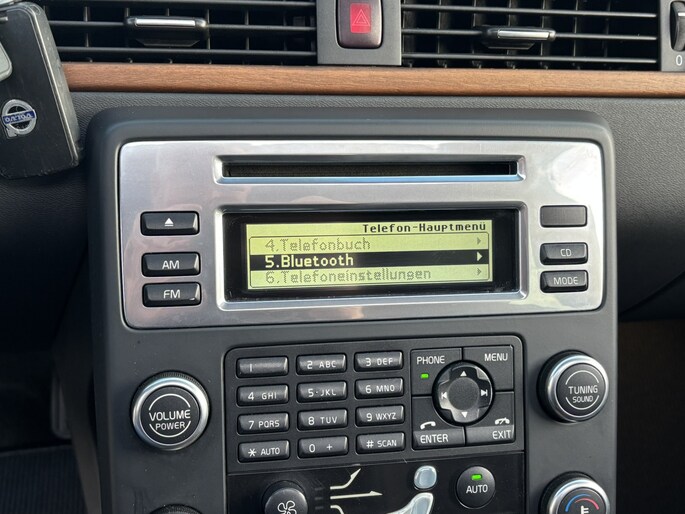 VOLVO
Telefon-Hauptmenü
4.Telefonbuch
5.Bluetooth
6.Telefoneinstellungen
AM
FM
CD
MODE
1
2 ABC
3 DEF
4 GHI
5 JKL
6 MNO
7 PQRS
8 TUV
9 WXYZ
* AUTO
0 +
# SCAN
PHONE
MENU
ENTER
EXIT
VOLUME
POWER
TUNING
SOUND
AUTO
0